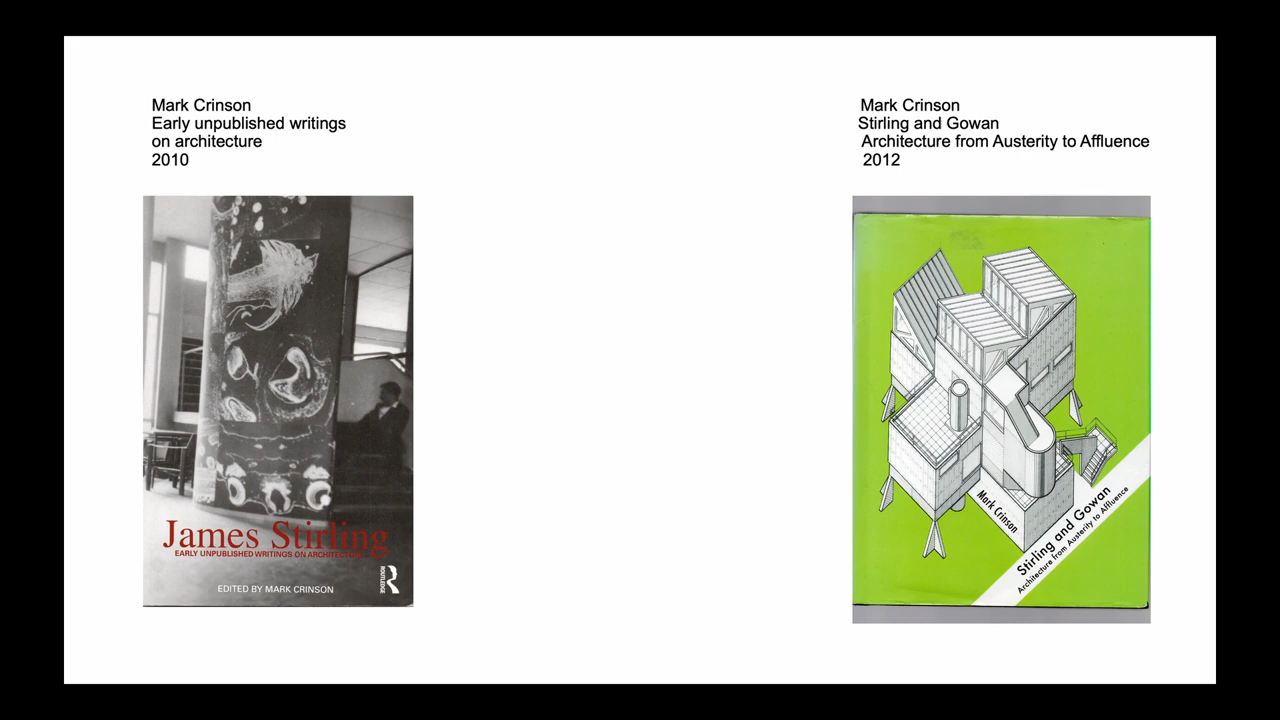 Mark Crinson
Early unpublished writings
on architecture
2010
James Stirling
EARLY UNPUBLISHED WRITINGS ON ARCHITECTURE
EDITED BY MARK CRINSON
ROUTLEDGE
Mark Crinson
Stirling and Gowan
Architecture from Austerity to Affluence
2012
Mark Crinson
Stirling and Gowan
Architecture from Austerity to Affluence